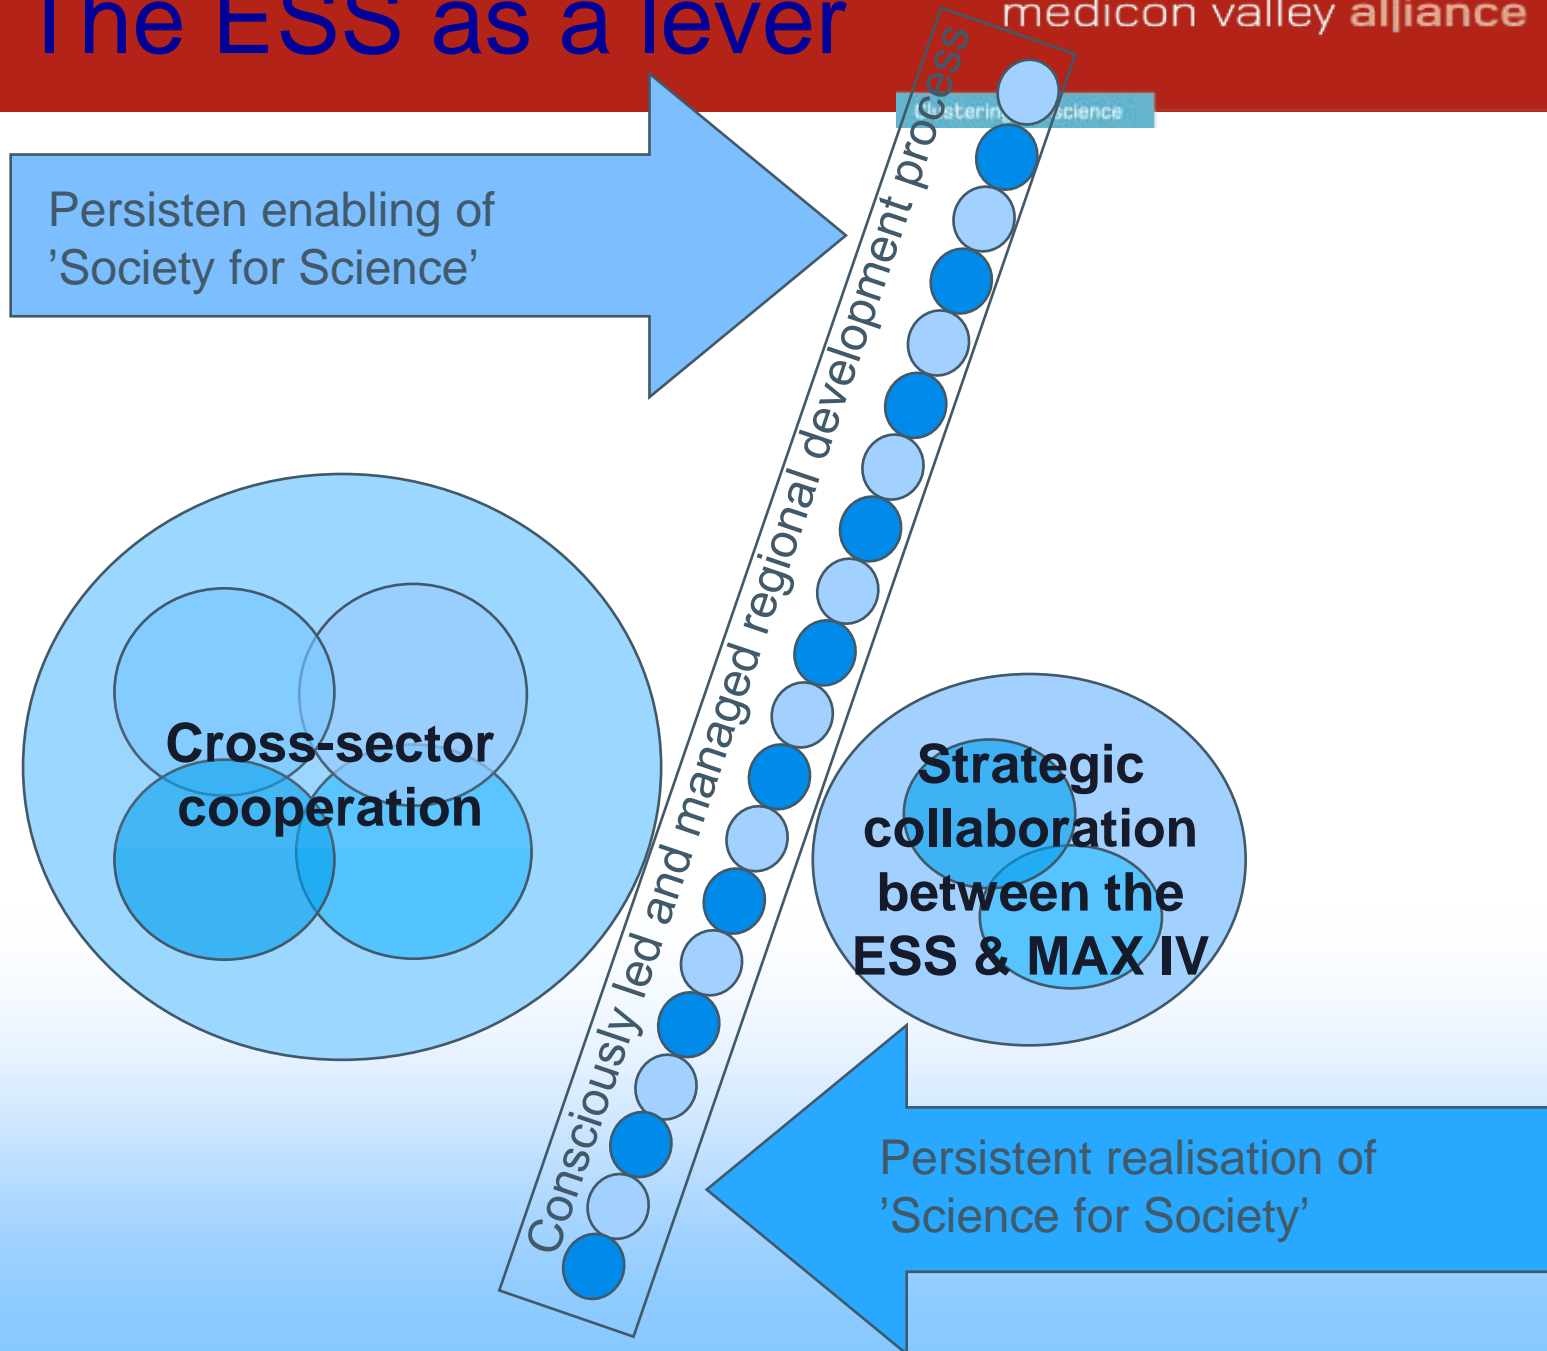 The ESS as a lever
medicon valley alliance
Clustering science
Persisten enabling of
’Society for Science’
Consciously led and managed regional development process
Cross-sector
cooperation
Strategic
collaboration
between the
ESS & MAX IV
Persistent realisation of
’Science for Society’